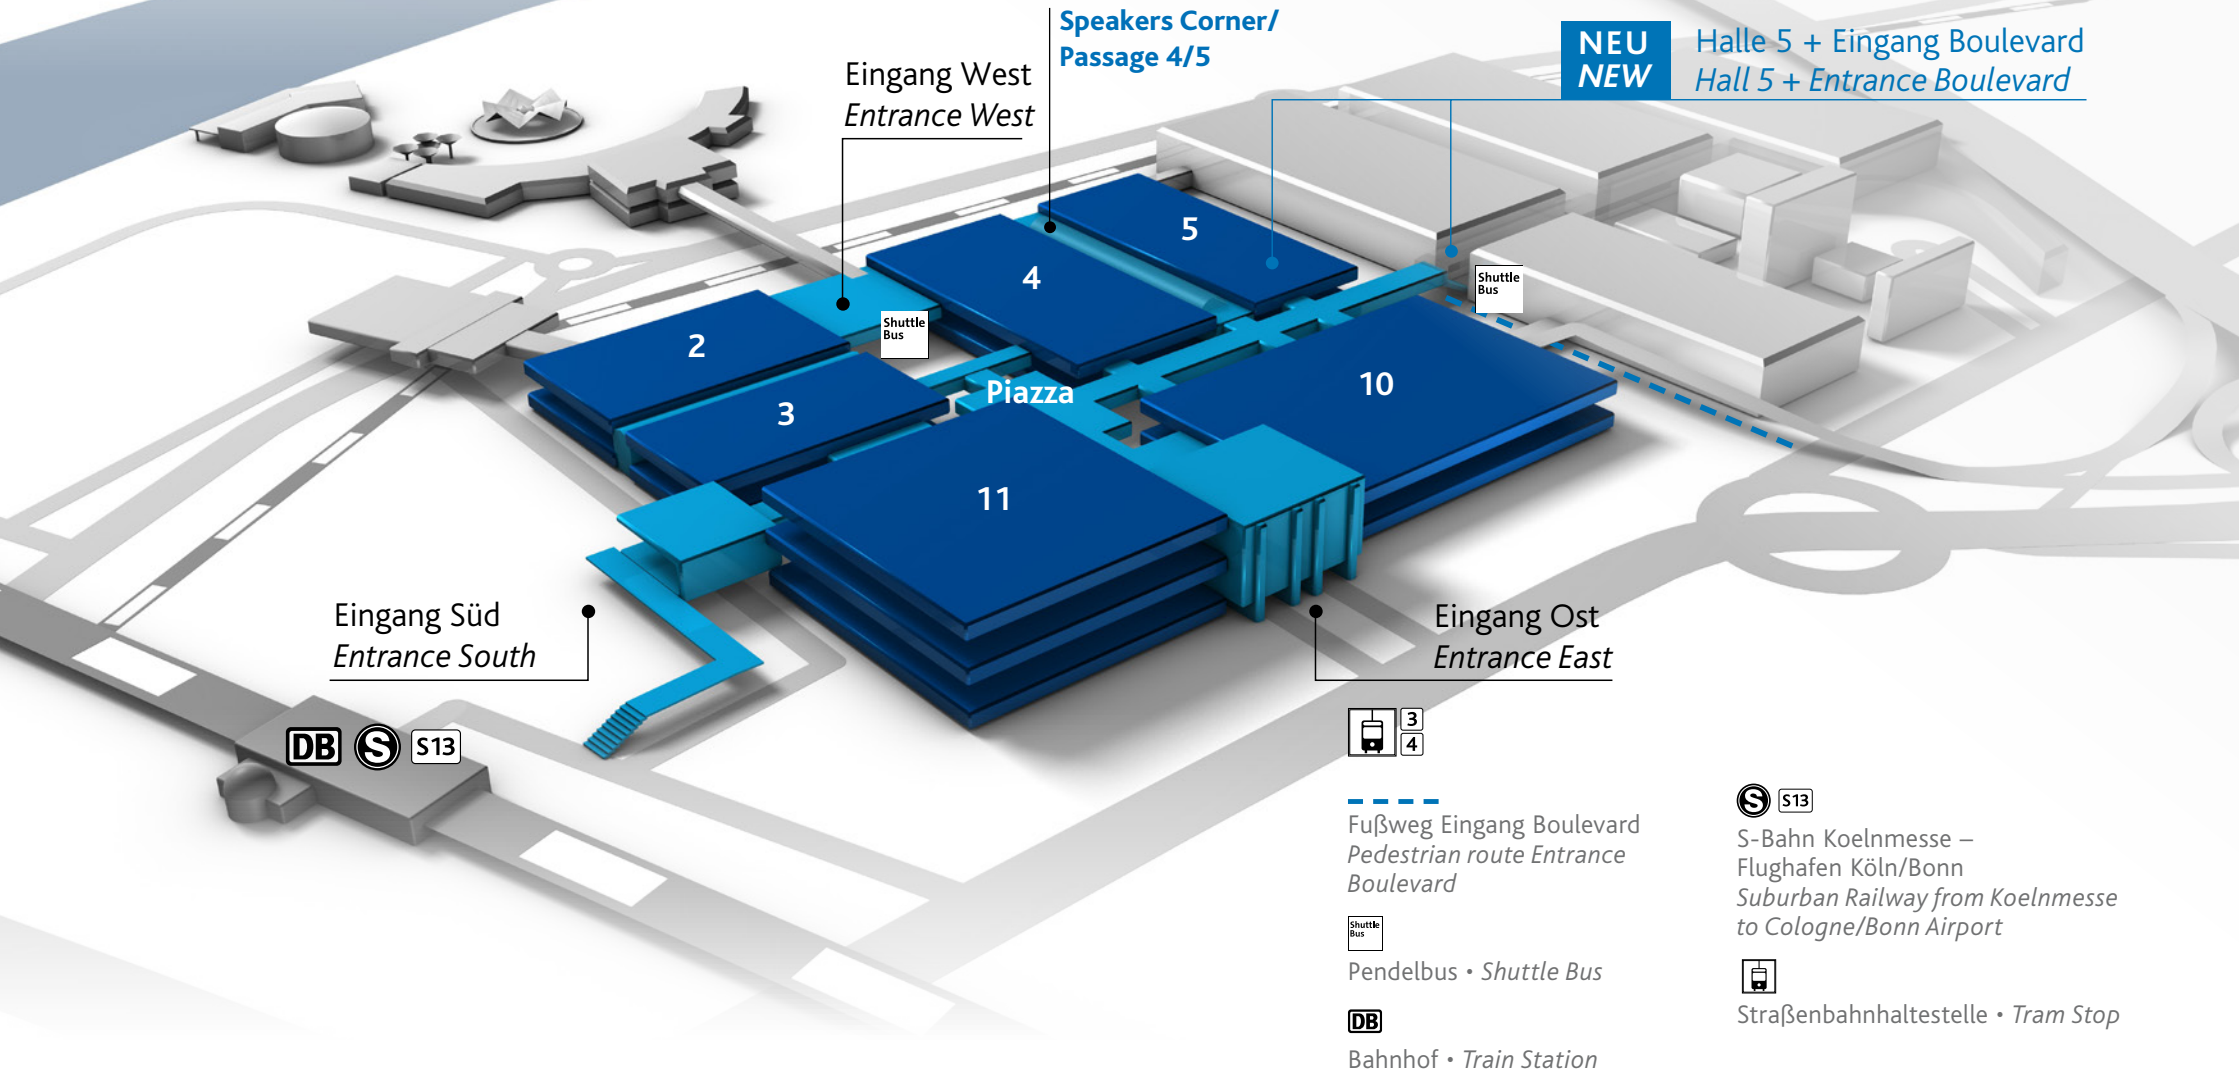 Speakers Corner/
Passage 4/5
NEU
NEW
Halle 5 + Eingang Boulevard
Hall 5 + Entrance Boulevard
Eingang West
Entrance West
5
4
Shuttle
Bus
Shuttle
Bus
2
3
Piazza
10
11
Eingang Süd
Entrance South
Eingang Ost
Entrance East
DB S S13
3
4
Fußweg Eingang Boulevard
Pedestrian route Entrance
Boulevard
Shuttle
Bus
Pendelbus • Shuttle Bus
DB
Bahnhof • Train Station
S S13
S-Bahn Koelnmesse –
Flughafen Köln/Bonn
Suburban Railway from Koelnmesse
to Cologne/Bonn Airport
Straßenbahnhaltestelle • Tram Stop